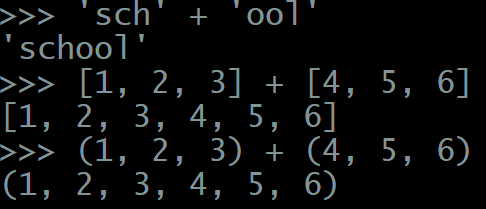 >>> 'sch' + 'ool'
'school'
>>> [1, 2, 3] + [4, 5, 6]
[1, 2, 3, 4, 5, 6]
>>> (1, 2, 3) + (4, 5, 6)
(1, 2, 3, 4, 5, 6)